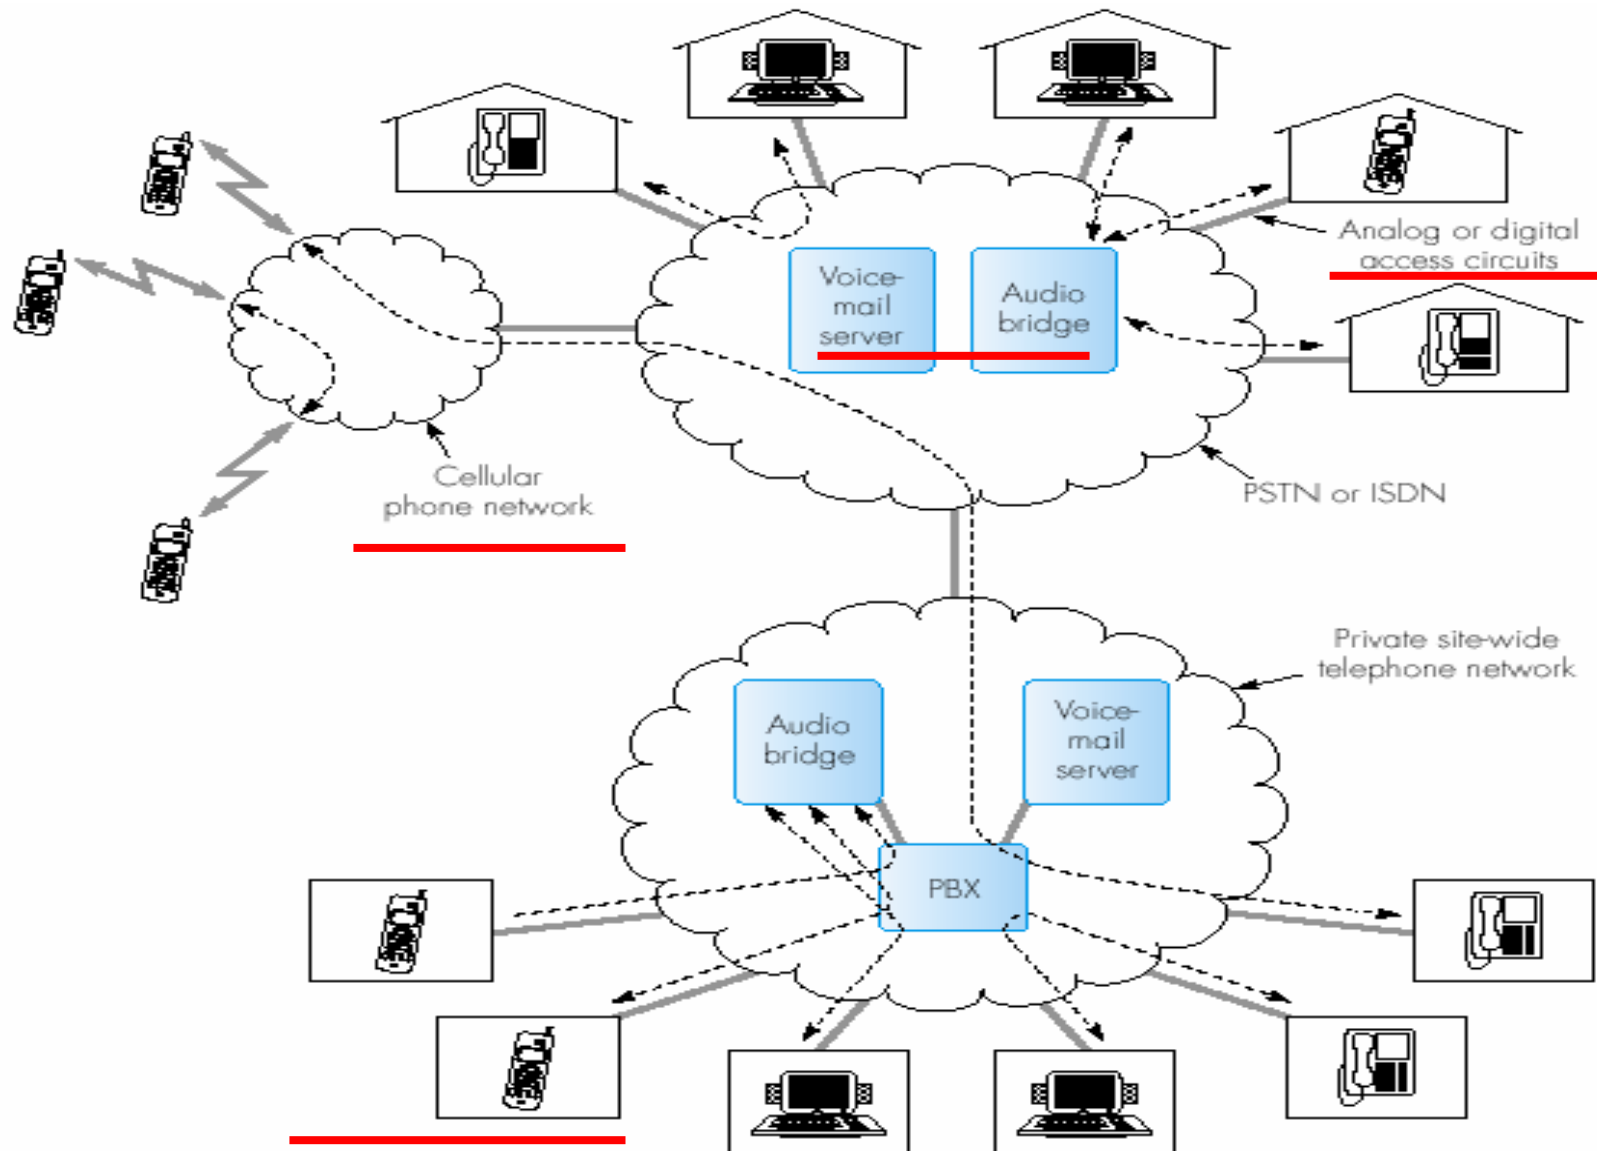 Analog or digital
access circuits
Voice-
mail
server
Audio
bridge
Cellular
phone network
PSTN or ISDN
Private site-wide
telephone network
Audio
bridge
Voice-
mail
server
PBX